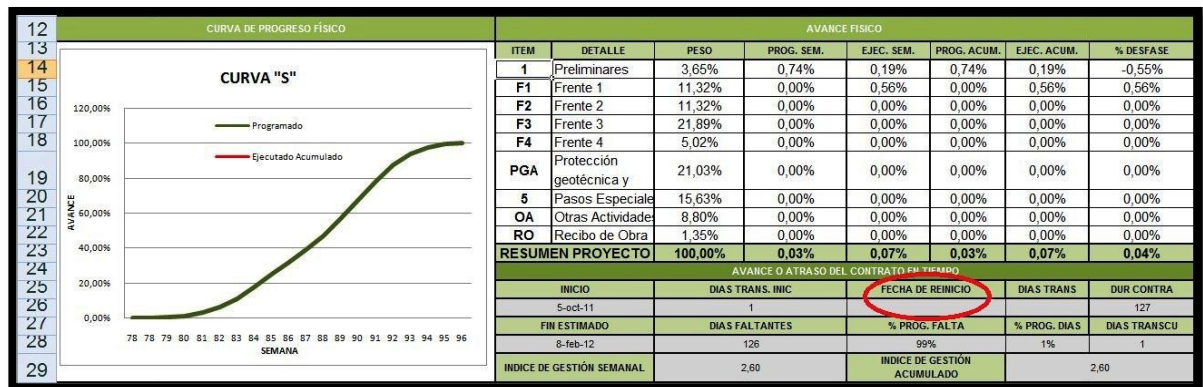 12 CURVA DE PROGRESO FÍSICO AVANCE FISICO
13 ITEM DETALLE PESO PROG. SEM. EJEC. SEM. PROG. ACUM. EJEC. ACUM. % DESFASE
14 1 Preliminares 3,65% 0,74% 0,19% 0,74% 0,19% -0,55%
CURVA "S"
15 F1 Frente 1 11,32% 0,00% 0,56% 0,00% 0,56% 0,56%
16 F2 Frente 2 11,32% 0,00% 0,00% 0,00% 0,00% 0,00%
120,00%
17 F3 Frente 3 21,89% 0,00% 0,00% 0,00% 0,00% 0,00%
Programado
18 F4 Frente 4 5,02% 0,00% 0,00% 0,00% 0,00% 0,00%
100,00%
Ejecutado Acumulado
19 PGA Protección
geotécnica y 21,03% 0,00% 0,00% 0,00% 0,00% 0,00%
80,00%
20 5 Pasos Especiale 15,63% 0,00% 0,00% 0,00% 0,00% 0,00%
AVANCE
21 OA Otras Actividades 8,80% 0,00% 0,00% 0,00% 0,00% 0,00%
60,00%
22 RO Recibo de Obra 1,35% 0,00% 0,00% 0,00% 0,00% 0,00%
23 RESUMEN PROYECTO 100,00% 0,03% 0,07% 0,03% 0,07% 0,04%
40,00%
24 AVANCE O ATRASO DEL CONTRATO EN TIEMPO
25 INICIO DIAS TRANS. INIC FECHA DE REINICIO DIAS TRANS DUR CONTRA
20,00%
26 5-oct-11 1 127
27 FIN ESTIMADO DIAS FALTANTES % PROG. FALTA % PROG. DIAS DIAS TRANSCU
0,00%
28 8-feb-12 126 99% 1% 1
78 78 79 80 81 82 83 84 85 86 87 88 89 90 91 92 93 94 95 96
SEMANA
29 INDICE DE GESTIÓN SEMANAL 2,60 INDICE DE GESTIÓN
ACUMULADO 2,60